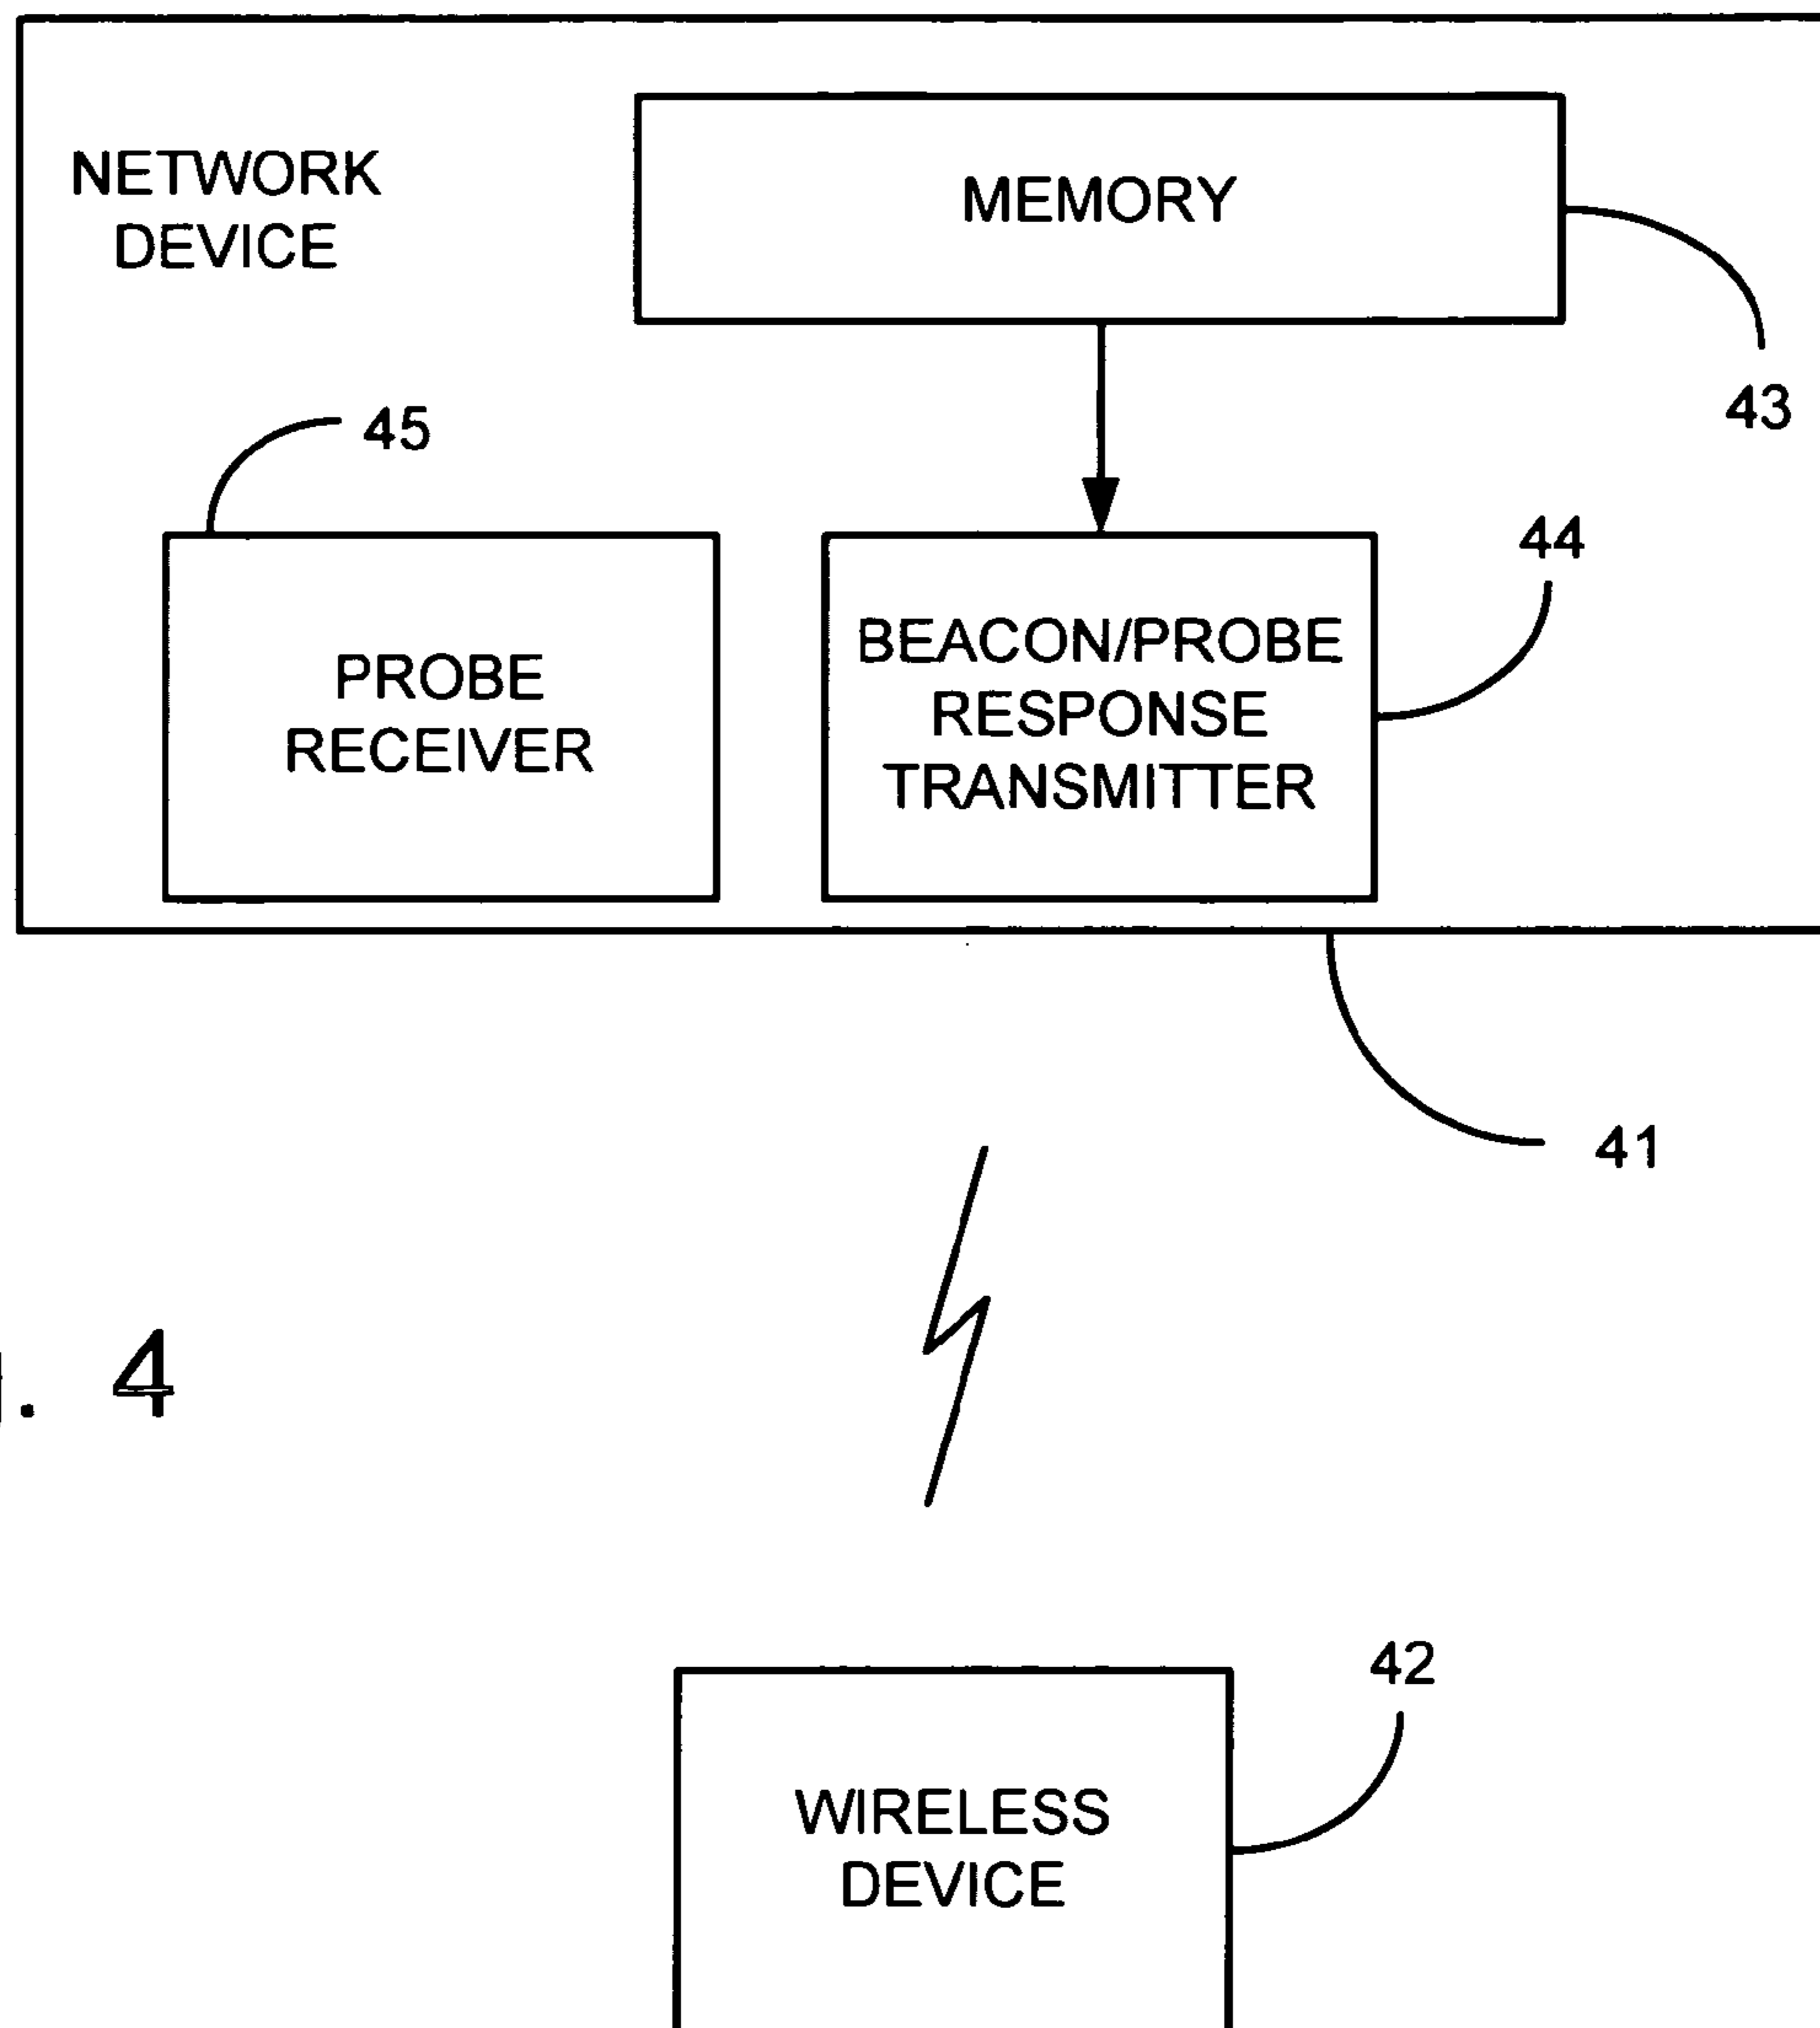 NETWORK
DEVICE
MEMORY
43
45
44
PROBE
RECEIVER
BEACON/PROBE
RESPONSE
TRANSMITTER
41
. 4
42
WIRELESS
DEVICE